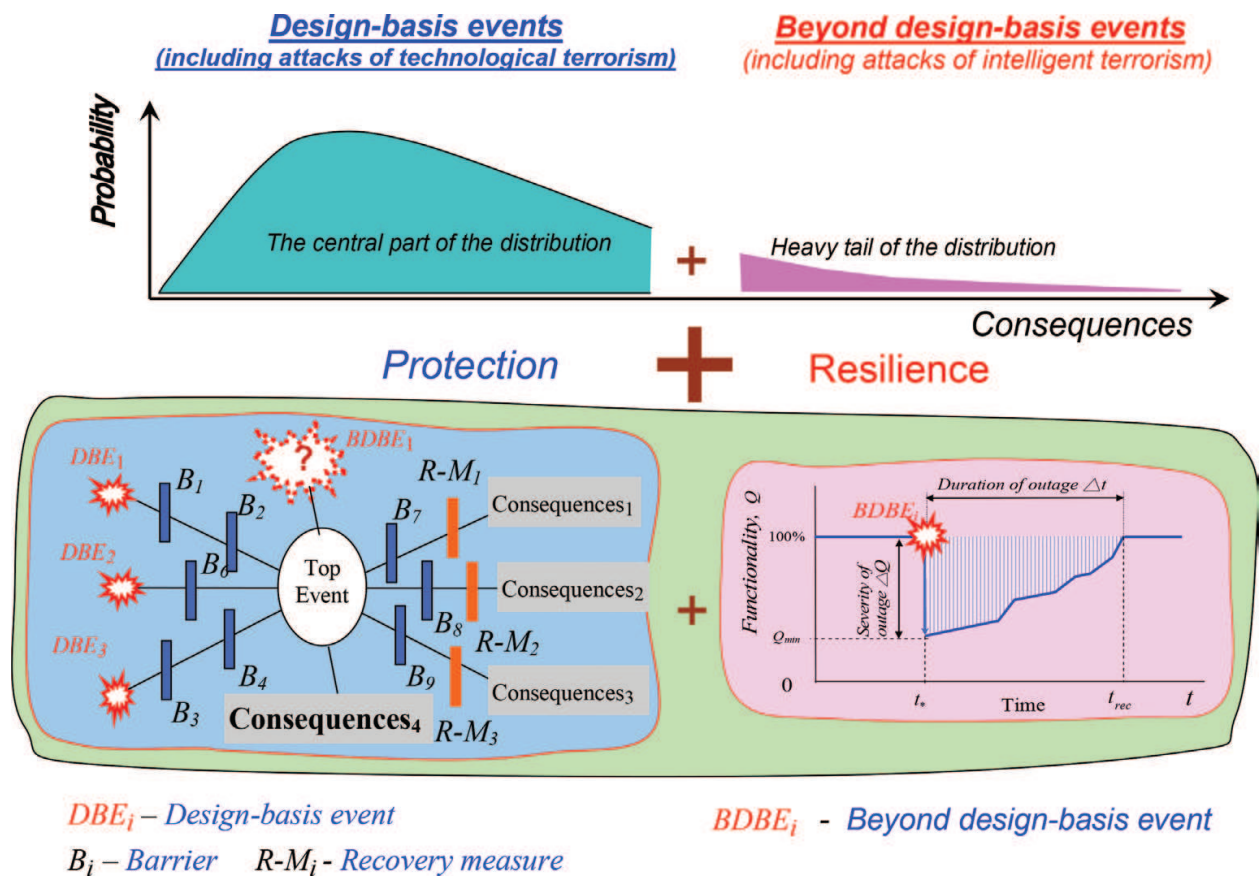 Design-basis events
(including attacks of technological terrorism)
Beyond design-basis events
(including attacks of intelligent terrorism)
Probability
The central part of the distribution
+
Heavy tail of the distribution
Consequences
Protection
+
Resilience
DBE1
B1
B2
BDBE1
?
R-M1
B7
Consequences1
DBE2
B6
Top
Event
B8
Consequences2
R-M2
DBE3
B4
B3
B9
Consequences3
Consequences4
R-M3
+
Duration of outage △t
BDBEi
Functionality, Q
100%
Severity of
outage △Q
Qmin
0
t*
Time
trec
t
DBEi – Design-basis event
BDBEi - Beyond design-basis event
Bi – Barrier R-Mi - Recovery measure